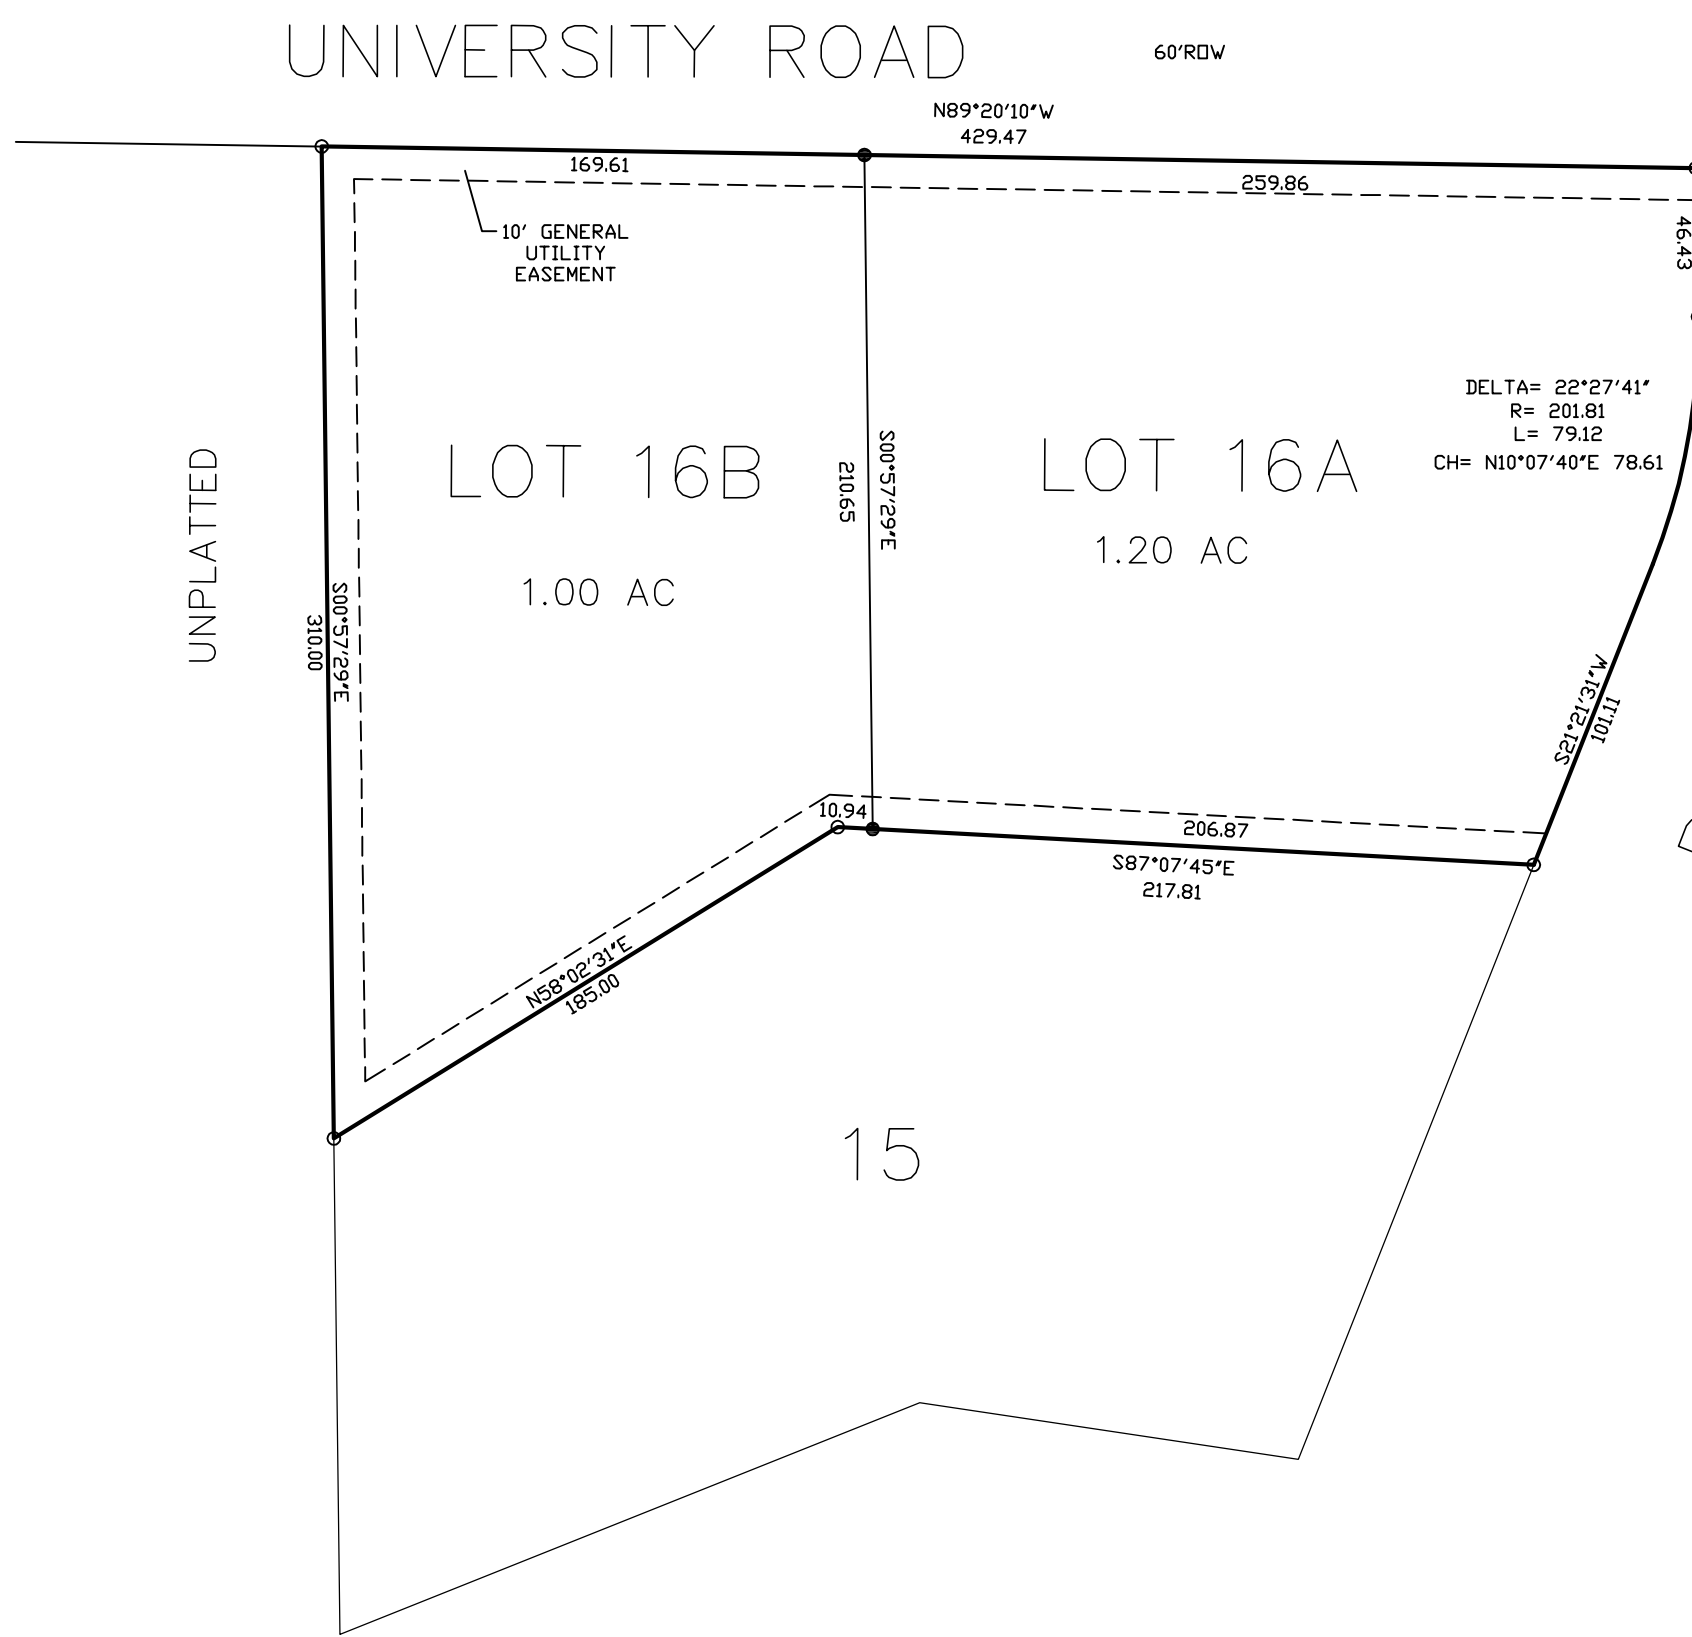 UNIVERSITY ROAD
60'ROW
N89°20'10"W
429.47
169.61
259.86
46.43
10' GENERAL
UTILITY
EASEMENT
DELTA= 22°27'41"
R= 201.81
L= 79.12
CH= N10°07'40"E 78.61
LOT 16B
1.00 AC
LOT 16A
1.20 AC
S00°57'29"E
210.65
UNPLATTED
S00°57'29"E
310.00
S21°21'31"W
101.11
10.94
206.87
S87°07'45"E
217.81
N58°02'31"E
185.00
15